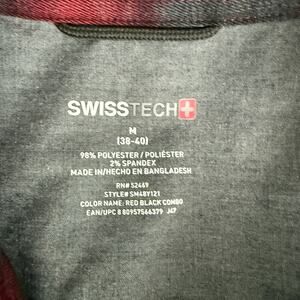 SWISSTECH
M
(38-40)
98% POLYESTER / POLIÉSTER
2% SPANDEX
MADE IN/HECHO EN BANGLADESH
RN# 52469
STYLE# SM48Y121
COLOR NAME: RED BLACK COMBO
EAN/UPC 8 80957566379 J47